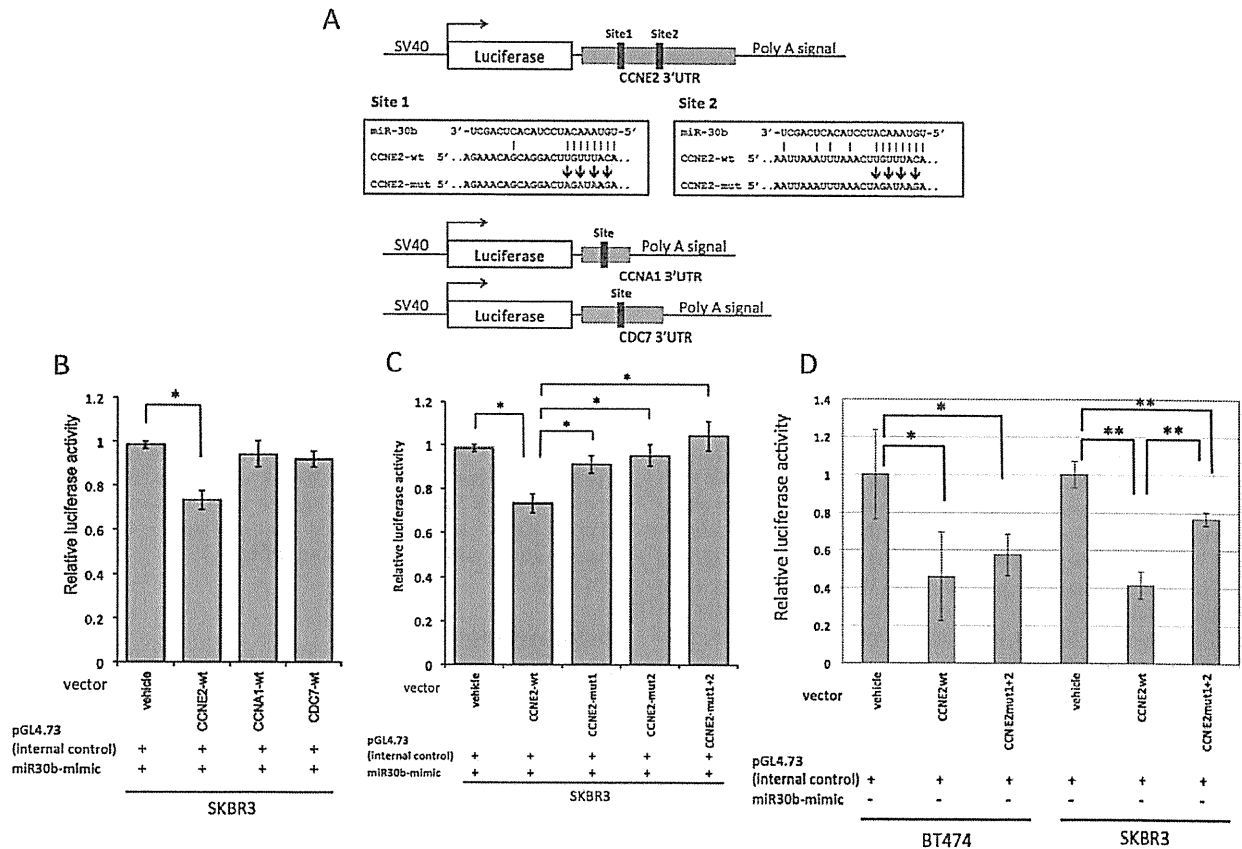 A
SV40
Luciferase
Site1
Site2
Poly A signal
CCNE2 3'UTR
Site 1
miR-30b 3'-UCGACUCACAUCCUACAAAUGU-5'
CCNE2-wt 5'..AGAAACAGCAGGACUUGUUUACA..
CCNE2-mut 5'..AGAAACAGCAGGACUAGAUAAGA..
Site 2
miR-30b 3'-UCGACUCACAUCCUACAAAUGU-5'
CCNE2-wt 5'..AAUUAAAUUUAAACUUGUUUACA..
CCNE2-mut 5'..AAUUAAAUUUAAACUAGAUAAGA..
SV40
Luciferase
Site
Poly A signal
CCNA1 3'UTR
SV40
Luciferase
Site
Poly A signal
CDC7 3'UTR
B
Relative luciferase activity
1.2
1
0.8
0.6
0.4
0.2
0
*
vector
vehicle
CCNE2-wt
CCNA1-wt
CDC7-wt
pGL4.73
(internal control) + + + +
miR30b-mimic + + + +
SKBR3
C
Relative luciferase activity
1.2
1
0.8
0.6
0.4
0.2
0
*
*
*
*
vector
vehicle
CCNE2-wt
CCNE2-mut1
CCNE2-mut2
CCNE2-mut1+2
pGL4.73
(internal control) + + + + +
miR30b-mimic + + + + +
SKBR3
D
Relative luciferase activity
1.4
1.2
1.0
0.8
0.6
0.4
0.2
0
*
*
**
**
**
vector
vehicle
CCNE2wt
CCNE2mut1+2
vehicle
CCNE2wt
CCNE2mut1+2
pGL4.73
(internal control) + + + + + +
miR30b-mimic - - - - - -
BT474
SKBR3